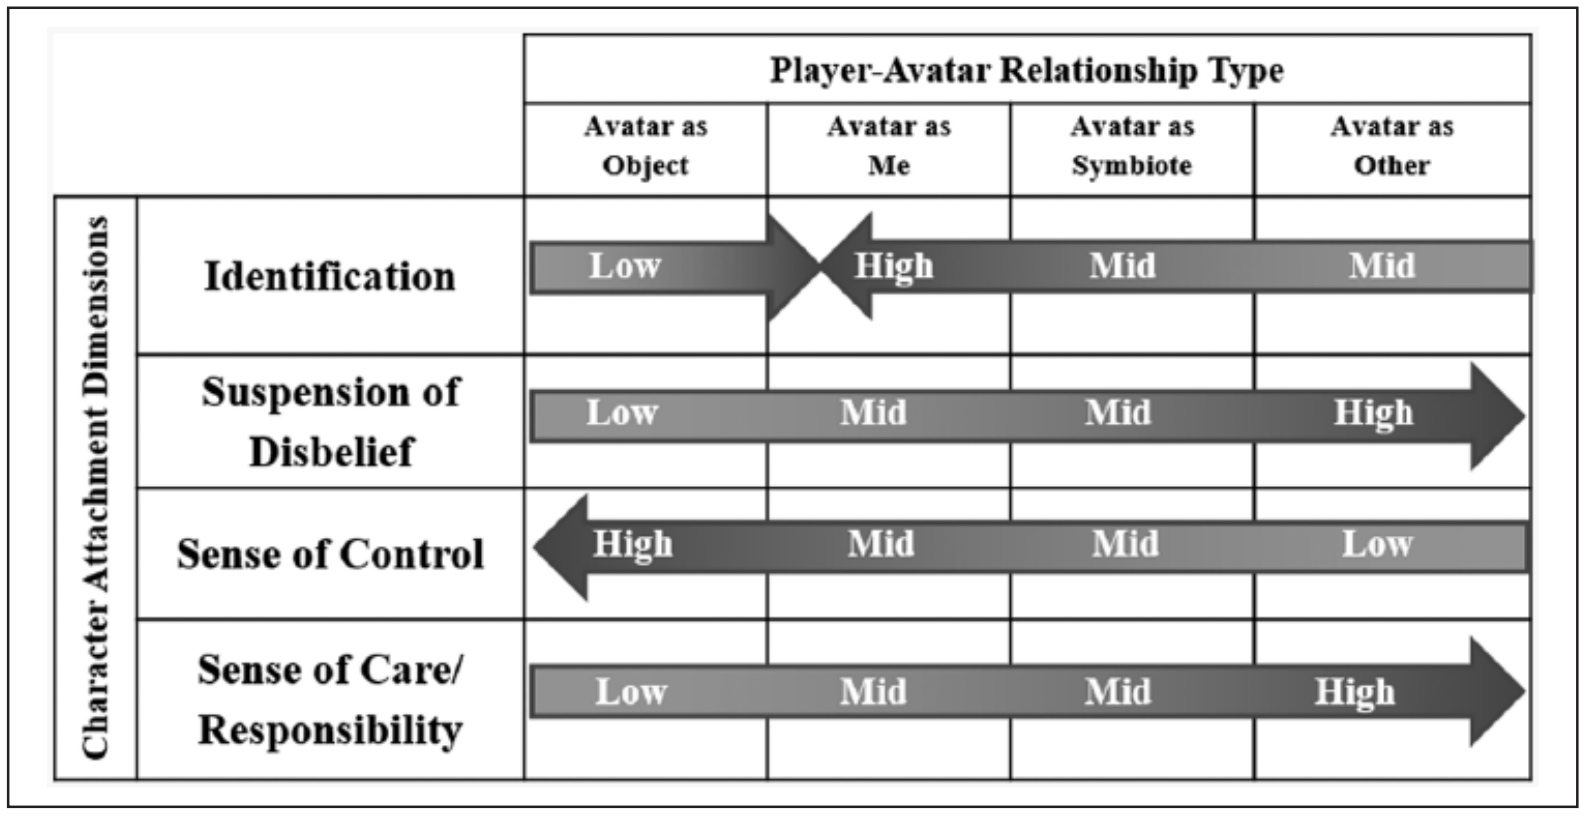 Player-Avatar Relationship Type
Avatar as
Object
Avatar as
Me
Avatar as
Symbiote
Avatar as
Other
Character Attachment Dimensions
Identification
Low
High
Mid
Mid
Suspension of
Disbelief
Low
Mid
Mid
High
Sense of Control
High
Mid
Mid
Low
Sense of Care/
Responsibility
Low
Mid
Mid
High